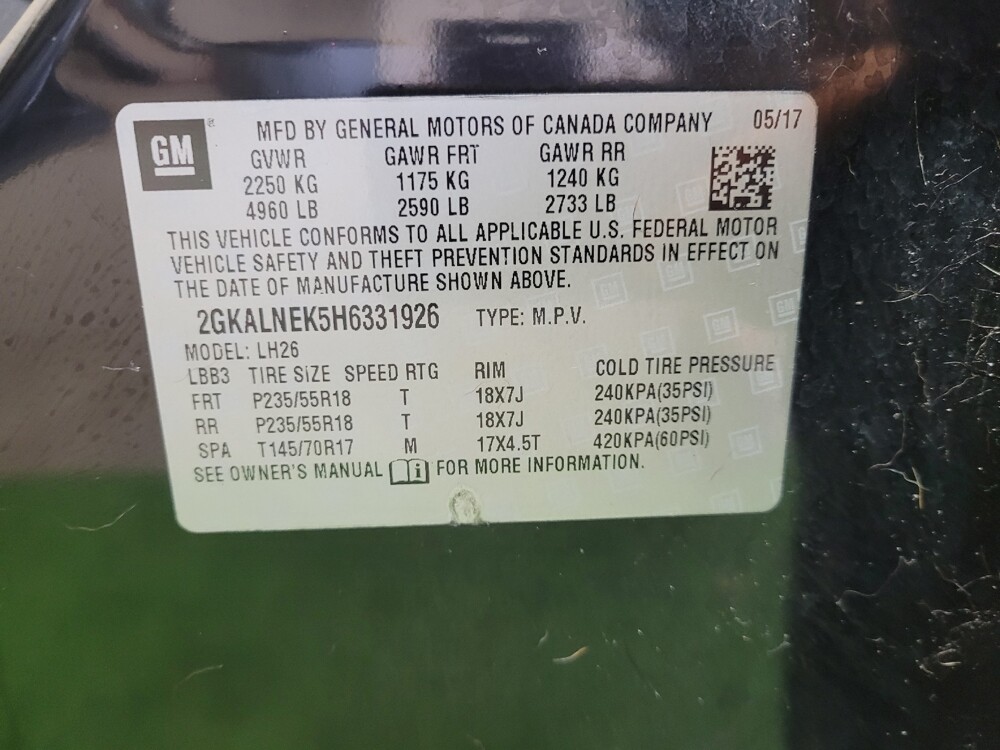 GM ® MFD BY GENERAL MOTORS OF CANADA COMPANY 05/17
GVWR GAWR FRT GAWR RR
2250 KG 1175 KG 1240 KG
4960 LB 2590 LB 2733 LB
THIS VEHICLE CONFORMS TO ALL APPLICABLE U.S. FEDERAL MOTOR
VEHICLE SAFETY AND THEFT PREVENTION STANDARDS IN EFFECT ON
THE DATE OF MANUFACTURE SHOWN ABOVE.
2GKALNEK5H6331926 TYPE: M.P.V.
MODEL: LH26
LBB3 TIRE SIZE SPEED RTG RIM COLD TIRE PRESSURE
FRT P235/55R18 T 18X7J 240KPA(35PSI)
RR P235/55R18 T 18X7J 240KPA(35PSI)
SPA T145/70R17 M 17X4.5T 420KPA(60PSI)
SEE OWNER'S MANUAL i FOR MORE INFORMATION.